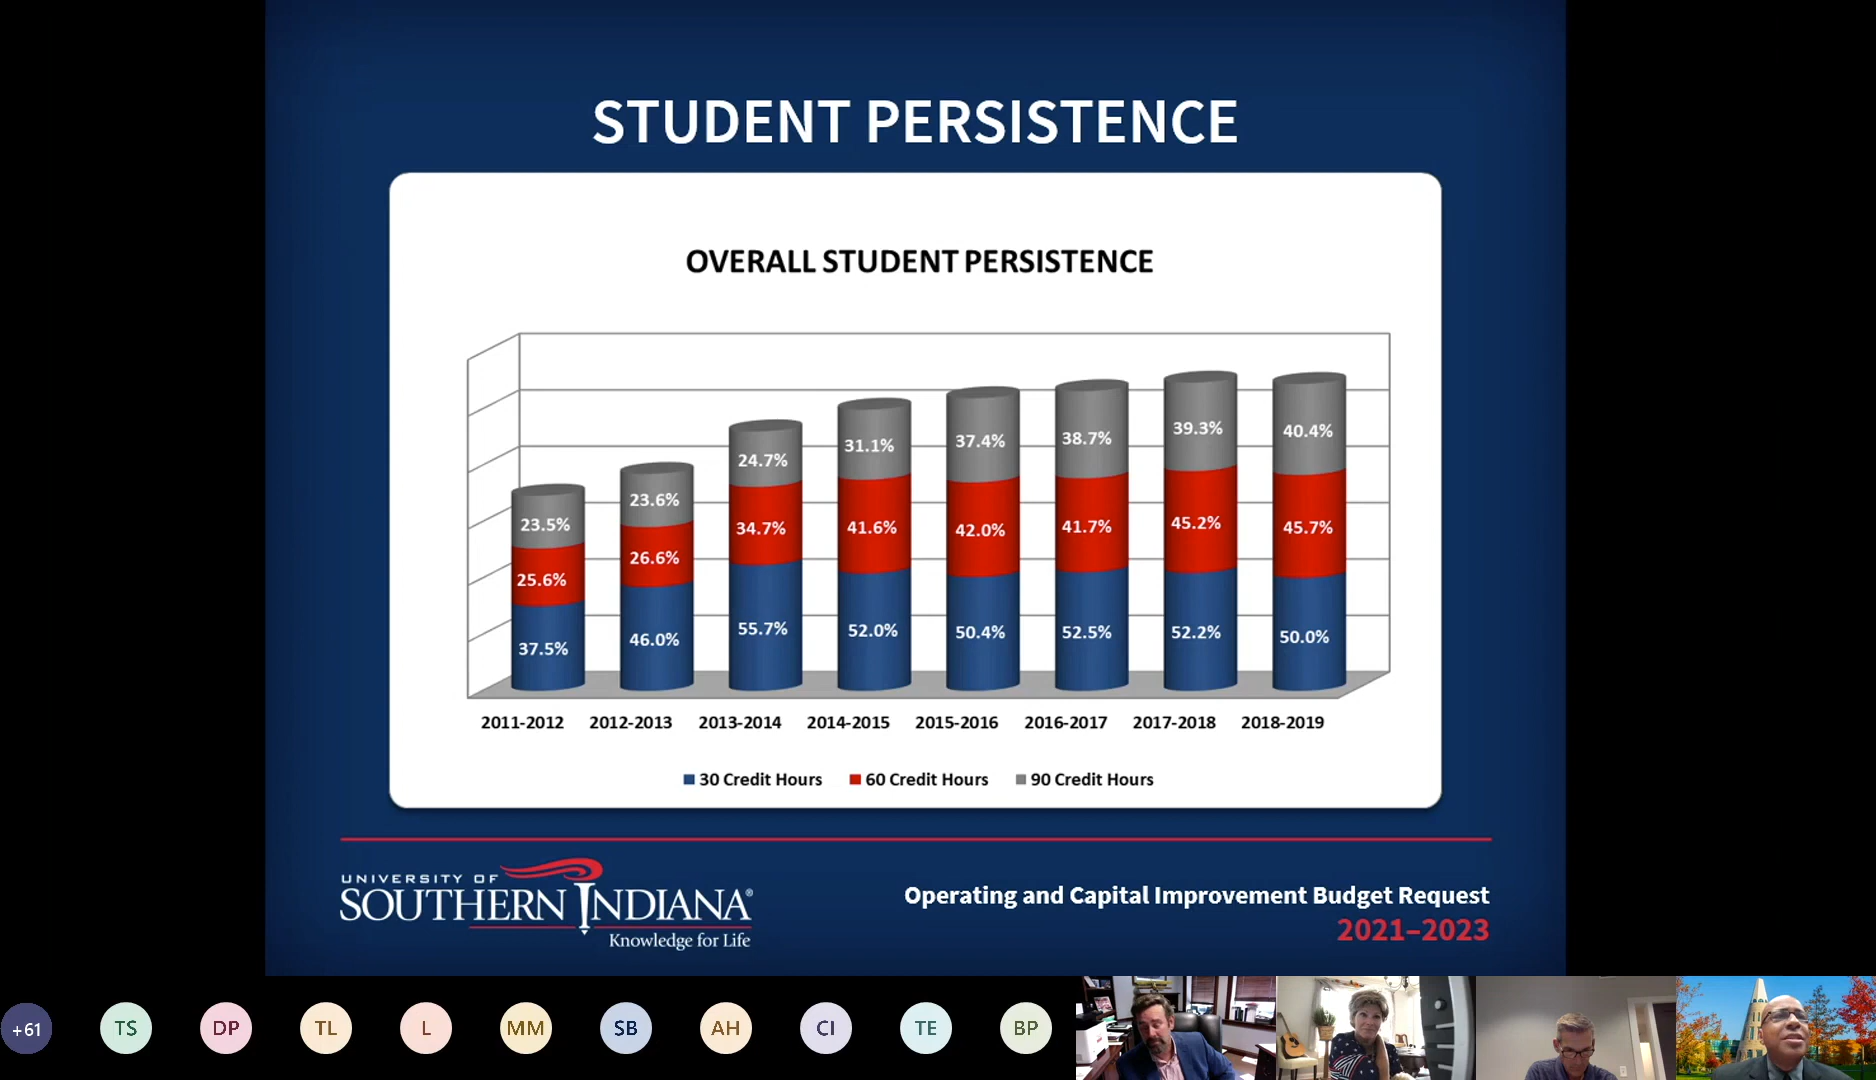 STUDENT PERSISTENCE
OVERALL STUDENT PERSISTENCE
23.5% 23.6% 24.7% 31.1% 37.4% 38.7% 39.3% 40.4%
25.6% 26.6% 34.7% 41.6% 42.0% 41.7% 45.2% 45.7%
37.5% 46.0% 55.7% 52.0% 50.4% 52.5% 52.2% 50.0%
2011-2012 2012-2013 2013-2014 2014-2015 2015-2016 2016-2017 2017-2018 2018-2019
30 Credit Hours 60 Credit Hours 90 Credit Hours
UNIVERSITY OF
SOUTHERN INDIANA®
Knowledge for Life
Operating and Capital Improvement Budget Request
2021–2023
+61 TS DP TL L MM SB AH CI TE BP